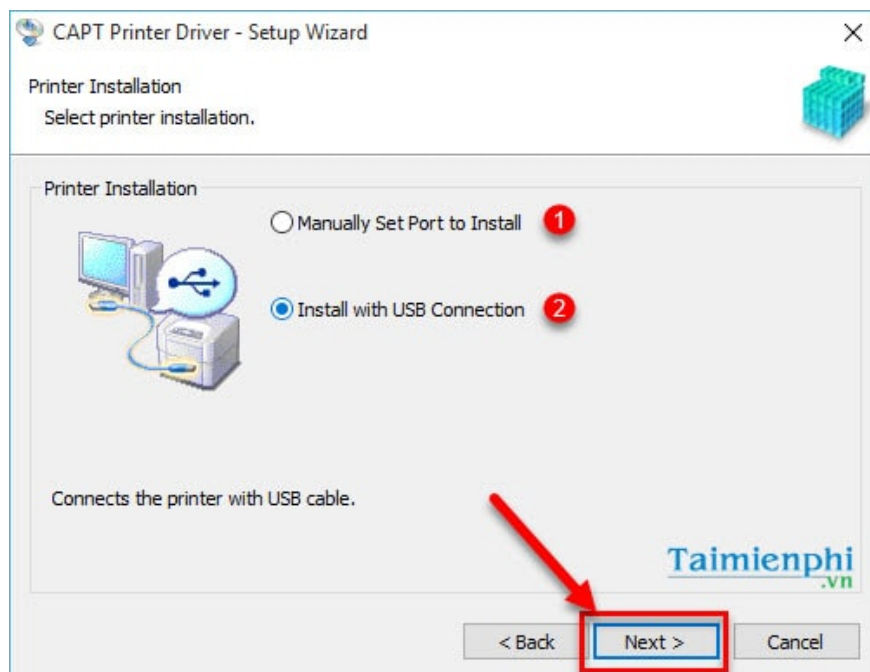 CAPT Printer Driver - Setup Wizard
Printer Installation
Select printer installation.
Printer Installation
Manually Set Port to Install 1
Install with USB Connection 2
Connects the printer with USB cable.
Taimienphi
.vn
< Back Next > Cancel